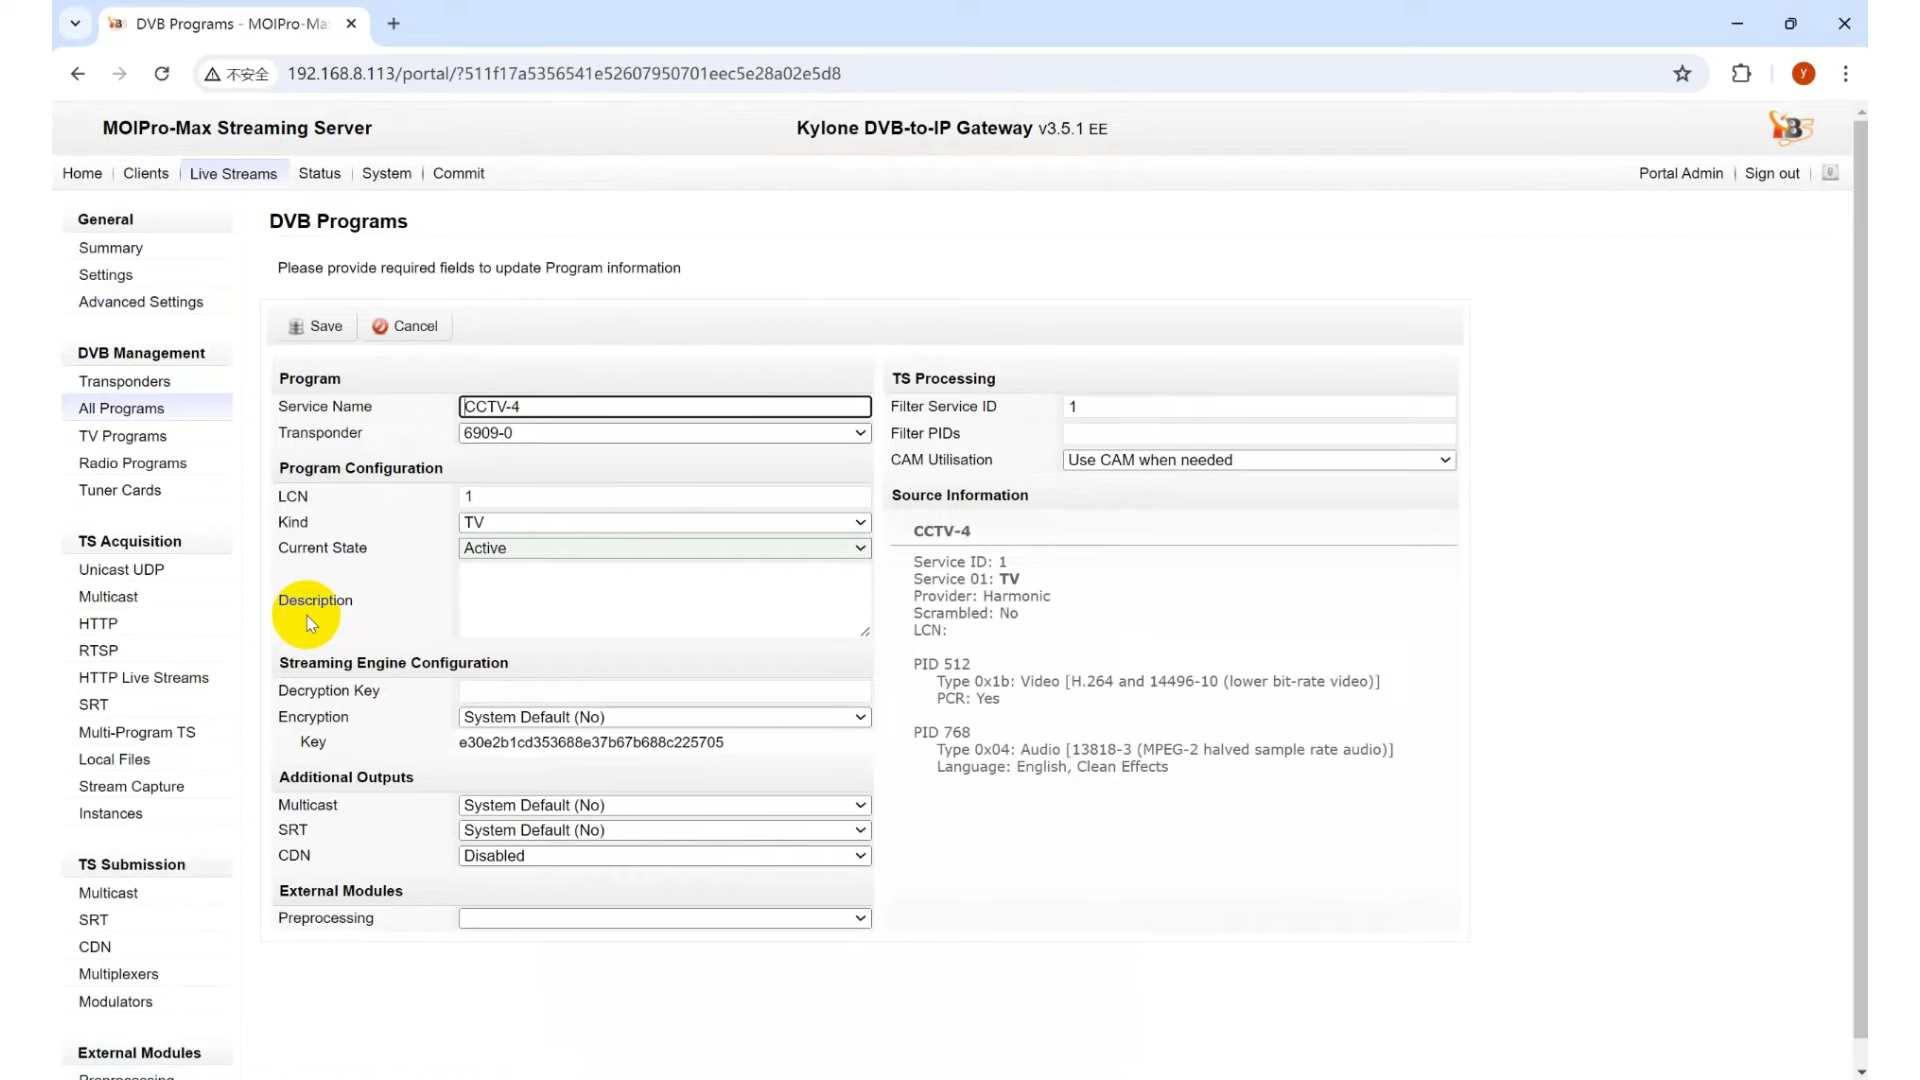 DVB Programs - MOIPro-Ma
不安全 192.168.8.113/portal/?511f17a5356541e52607950701eec5e28a02e5d8
y
MOIPro-Max Streaming Server
Kylone DVB-to-IP Gateway v3.5.1 EE
Home Clients Live Streams Status System Commit
Portal Admin Sign out
General
Summary
Settings
Advanced Settings
DVB Management
Transponders
All Programs
TV Programs
Radio Programs
Tuner Cards
TS Acquisition
Unicast UDP
Multicast
HTTP
RTSP
HTTP Live Streams
SRT
Multi-Program TS
Local Files
Stream Capture
Instances
TS Submission
Multicast
SRT
CDN
Multiplexers
Modulators
External Modules
Preprocessing
DVB Programs
Please provide required fields to update Program information
Save Cancel
Program
Service Name CCTV-4
Transponder 6909-0
Program Configuration
LCN 1
Kind TV
Current State Active
Description
Streaming Engine Configuration
Decryption Key
Encryption System Default (No)
Key e30e2b1cd353688e37b67b688c225705
Additional Outputs
Multicast System Default (No)
SRT System Default (No)
CDN Disabled
External Modules
Preprocessing
TS Processing
Filter Service ID 1
Filter PIDs
CAM Utilisation Use CAM when needed
Source Information
CCTV-4
Service ID: 1
Service 01: TV
Provider: Harmonic
Scrambled: No
LCN:
PID 512
Type 0x1b: Video [H.264 and 14496-10 (lower bit-rate video)]
PCR: Yes
PID 768
Type 0x04: Audio [13818-3 (MPEG-2 halved sample rate audio)]
Language: English, Clean Effects